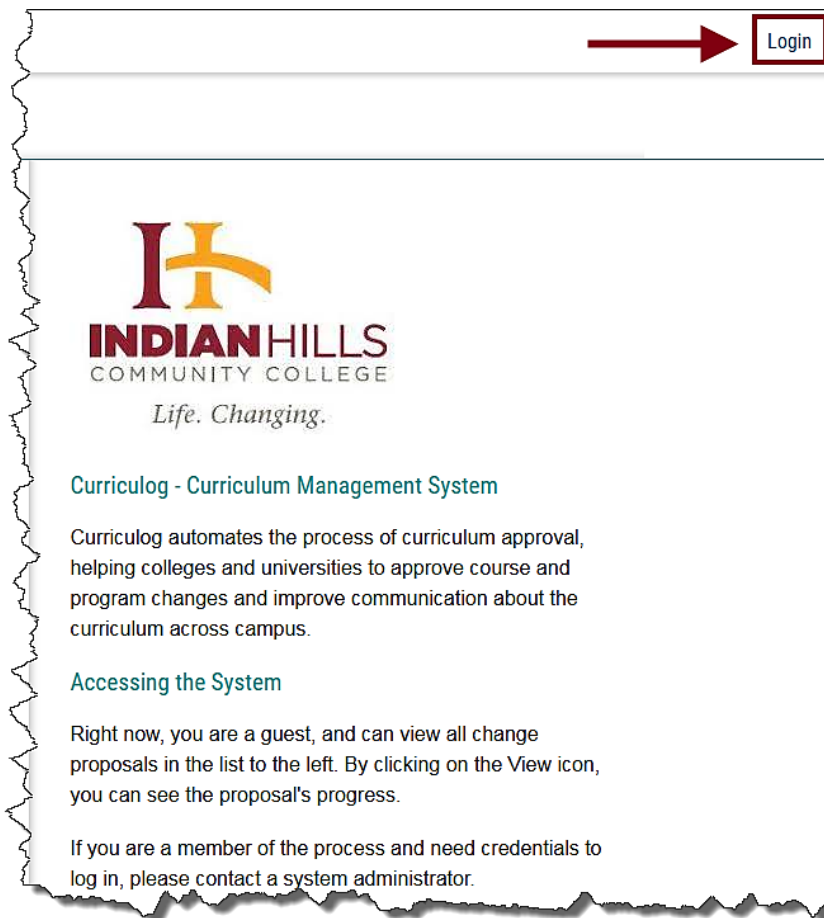 Login
INDIAN HILLS
COMMUNITY COLLEGE
Life. Changing.
Curriculog - Curriculum Management System
Curriculog automates the process of curriculum approval,
helping colleges and universities to approve course and
program changes and improve communication about the
curriculum across campus.
Accessing the System
Right now, you are a guest, and can view all change
proposals in the list to the left. By clicking on the View icon,
you can see the proposal's progress.
If you are a member of the process and need credentials to
log in, please contact a system administrator.